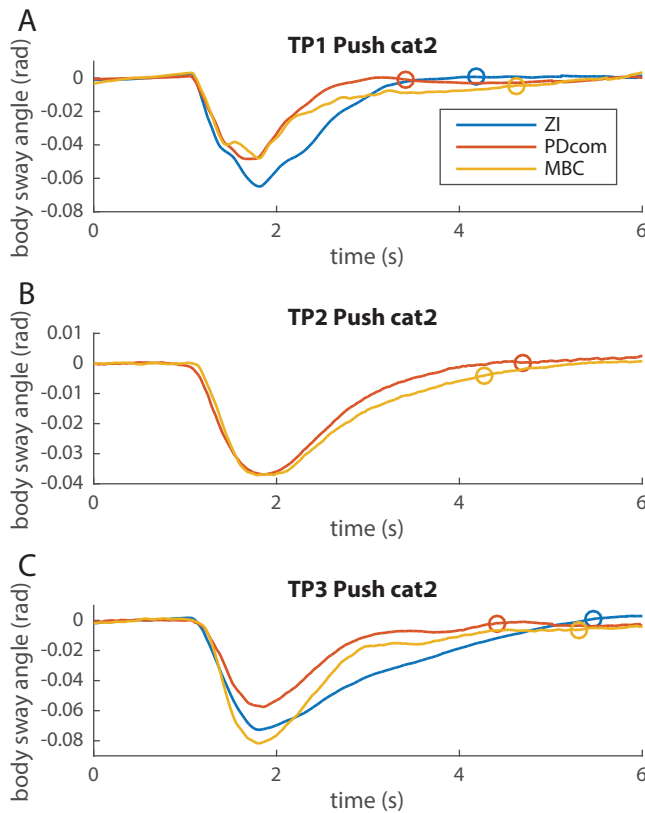 A
TP1 Push cat2
body sway angle (rad)
0
-0.02
-0.04
-0.06
-0.08
ZI
PDcom
MBC
0 2 4 6
time (s)
B
TP2 Push cat2
body sway angle (rad)
0.01
0
-0.01
-0.02
-0.03
-0.04
0 2 4 6
time (s)
C
TP3 Push cat2
body sway angle (rad)
0
-0.02
-0.04
-0.06
-0.08
0 2 4 6
time (s)